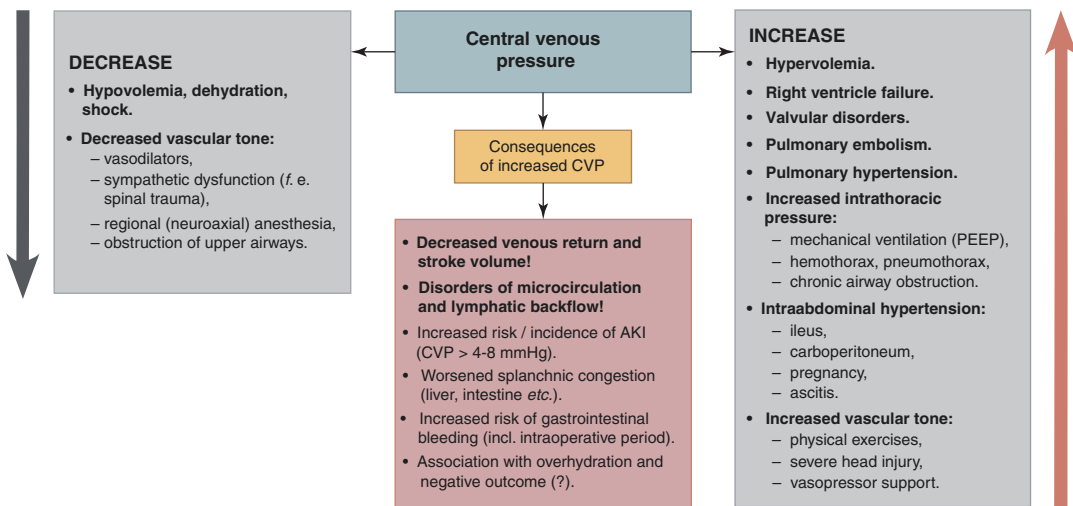 Central venous
pressure
DECREASE
• Hypovolemia, dehydration,
shock.
• Decreased vascular tone:
– vasodilators,
– sympathetic dysfunction (f. e.
spinal trauma),
– regional (neuroaxial) anesthesia,
– obstruction of upper airways.
Consequences
of increased CVP
• Decreased venous return and
stroke volume!
• Disorders of microcirculation
and lymphatic backflow!
• Increased risk / incidence of AKI
(CVP > 4-8 mmHg).
• Worsened splanchnic congestion
(liver, intestine etc.).
• Increased risk of gastrointestinal
bleeding (incl. intraoperative period).
• Association with overhydration and
negative outcome (?).
INCREASE
• Hypervolemia.
• Right ventricle failure.
• Valvular disorders.
• Pulmonary embolism.
• Pulmonary hypertension.
• Increased intrathoracic
pressure:
– mechanical ventilation (PEEP),
– hemothorax, pneumothorax,
– chronic airway obstruction.
• Intraabdominal hypertension:
– ileus,
– carboperitoneum,
– pregnancy,
– ascitis.
• Increased vascular tone:
– physical exercises,
– severe head injury,
– vasopressor support.